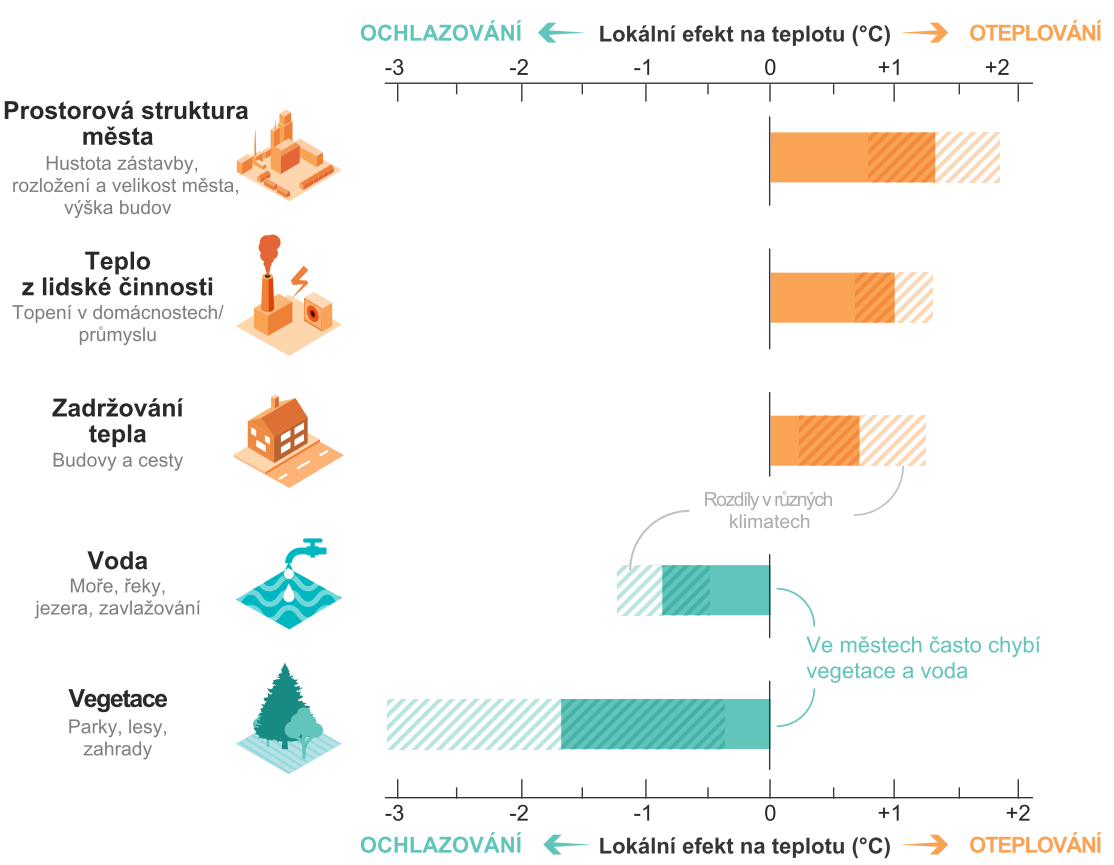 OCHLAZOVÁNÍ Lokální efekt na teplotu (°C) OTEPLOVÁNÍ
-3 -2 -1 0 +1 +2
Prostorová struktura
města
Hustota zástavby,
rozložení a velikost města,
výška budov
Teplo
z lidské činnosti
Topení v domácnostech/
průmyslu
Zadržování
tepla
Budovy a cesty
Rozdíly v různých
klimatech
Voda
Moře, řeky,
jezera, zavlažování
Ve městech často chybí
vegetace a voda
Vegetace
Parky, lesy,
zahrady
-3 -2 -1 0 +1 +2
OCHLAZOVÁNÍ Lokální efekt na teplotu (°C) OTEPLOVÁNÍ